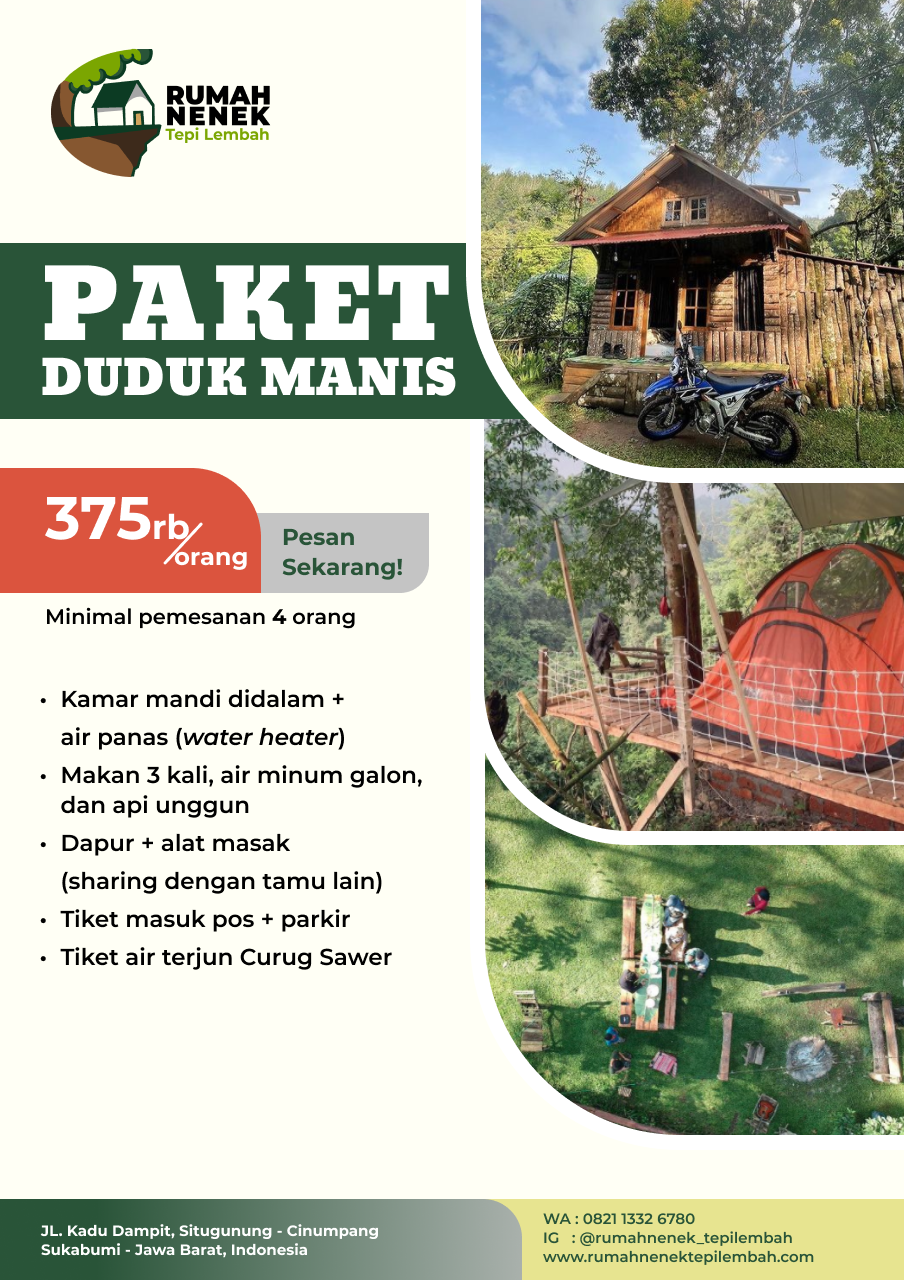 RUMAH
NENEK
Tepi Lembah
PAKET
DUDUK MANIS
375rb/orang
Pesan
Sekarang!
Minimal pemesanan 4 orang
• Kamar mandi didalam +
air panas (water heater)
• Makan 3 kali, air minum galon,
dan api unggun
• Dapur + alat masak
(sharing dengan tamu lain)
• Tiket masuk pos + parkir
• Tiket air terjun Curug Sawer
JL. Kadu Dampit, Situgunung - Cinumpang
Sukabumi - Jawa Barat, Indonesia
WA : 0821 1332 6780
IG : @rumahnenek_tepilembah
www.rumahnenektepilembah.com